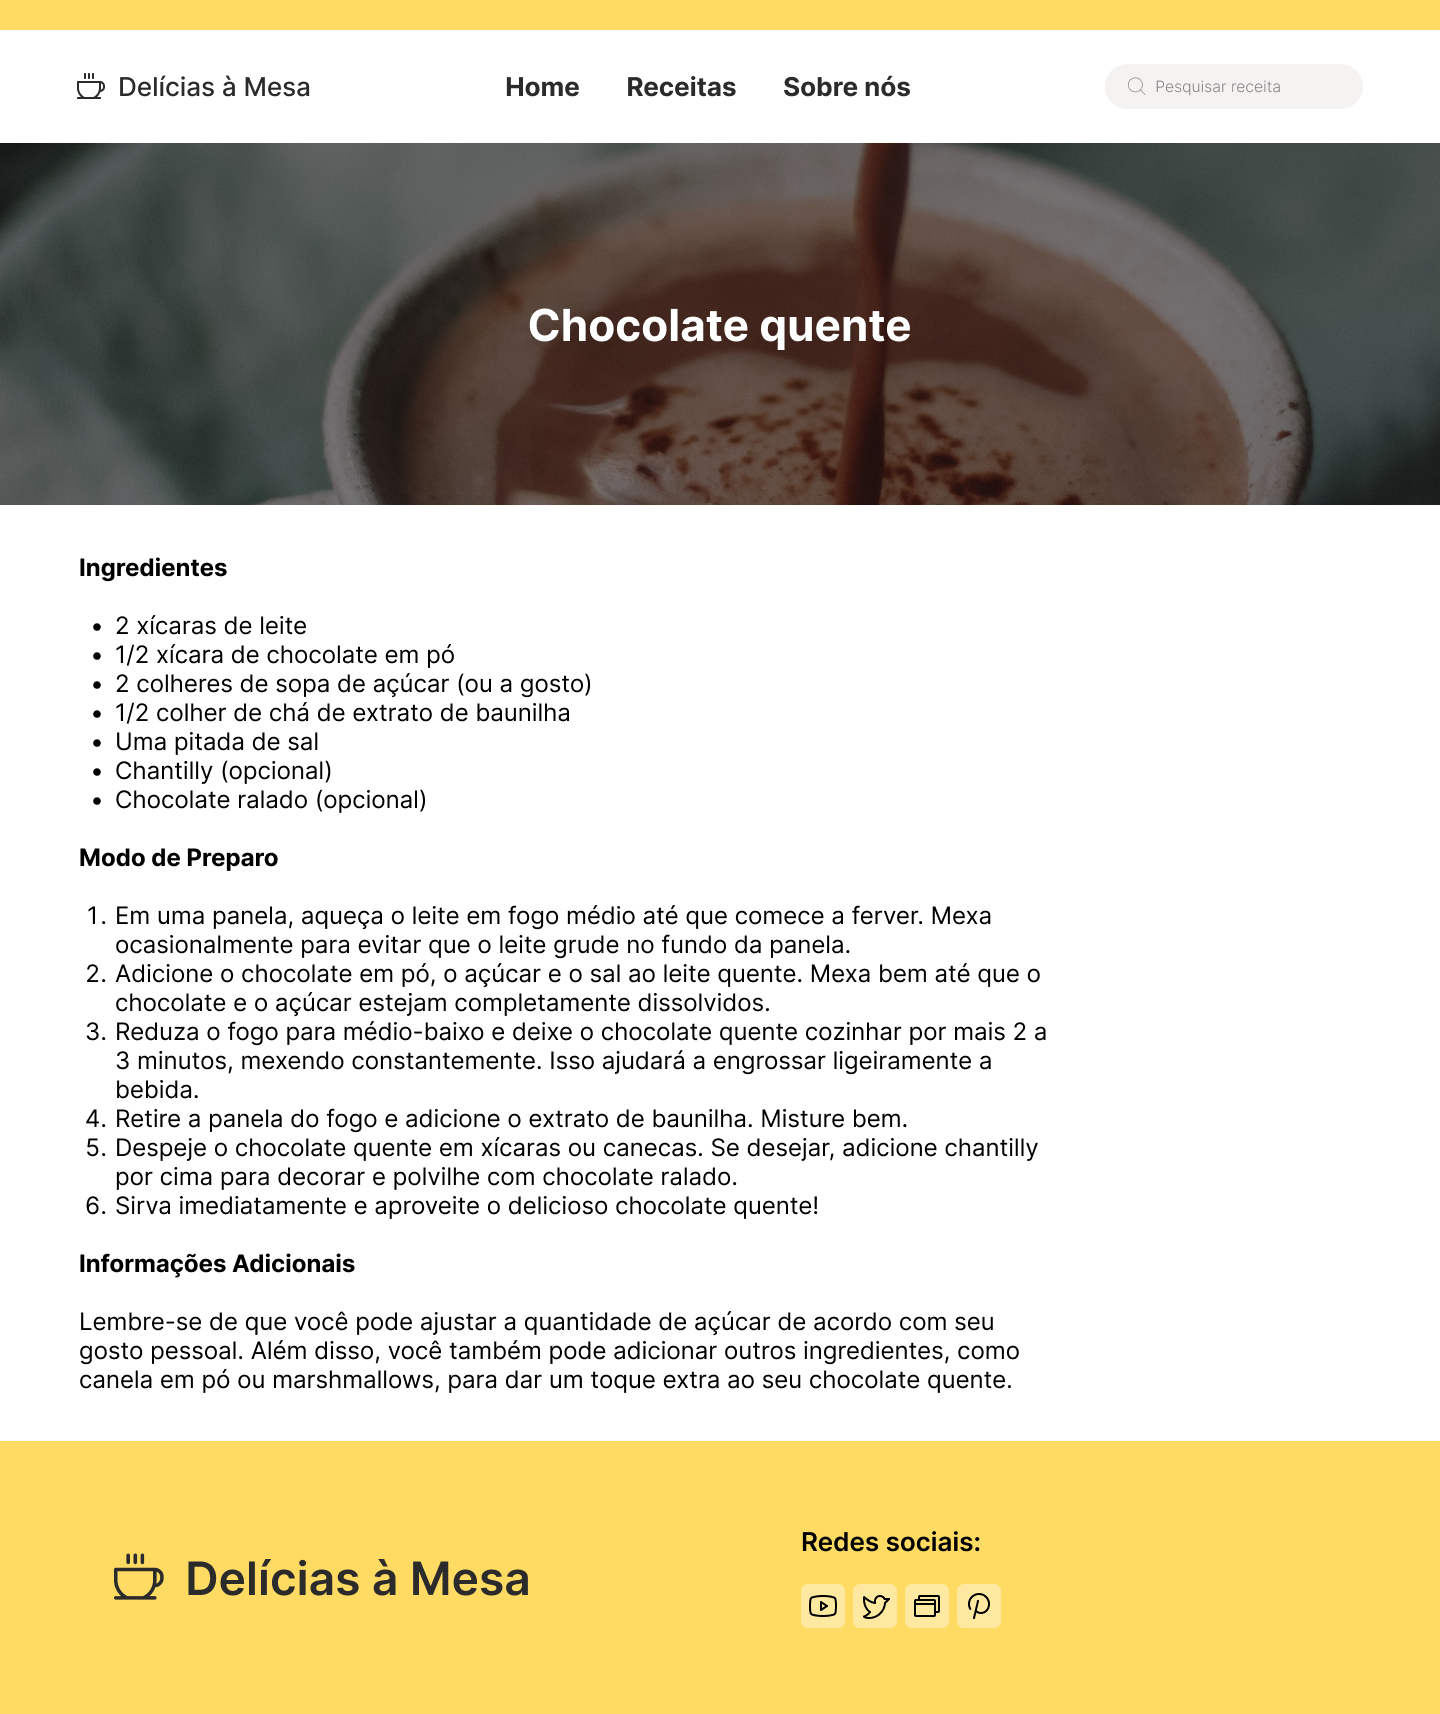 Delícias à Mesa
Home Receitas Sobre nós
Pesquisar receita
Chocolate quente
Ingredientes
• 2 xícaras de leite
• 1/2 xícara de chocolate em pó
• 2 colheres de sopa de açúcar (ou a gosto)
• 1/2 colher de chá de extrato de baunilha
• Uma pitada de sal
• Chantilly (opcional)
• Chocolate ralado (opcional)
Modo de Preparo
1. Em uma panela, aqueça o leite em fogo médio até que comece a ferver. Mexa
ocasionalmente para evitar que o leite grude no fundo da panela.
2. Adicione o chocolate em pó, o açúcar e o sal ao leite quente. Mexa bem até que o
chocolate e o açúcar estejam completamente dissolvidos.
3. Reduza o fogo para médio-baixo e deixe o chocolate quente cozinhar por mais 2 a
3 minutos, mexendo constantemente. Isso ajudará a engrossar ligeiramente a
bebida.
4. Retire a panela do fogo e adicione o extrato de baunilha. Misture bem.
5. Despeje o chocolate quente em xícaras ou canecas. Se desejar, adicione chantilly
por cima para decorar e polvilhe com chocolate ralado.
6. Sirva imediatamente e aproveite o delicioso chocolate quente!
Informações Adicionais
Lembre-se de que você pode ajustar a quantidade de açúcar de acordo com seu
gosto pessoal. Além disso, você também pode adicionar outros ingredientes, como
canela em pó ou marshmallows, para dar um toque extra ao seu chocolate quente.
Delícias à Mesa
Redes sociais: